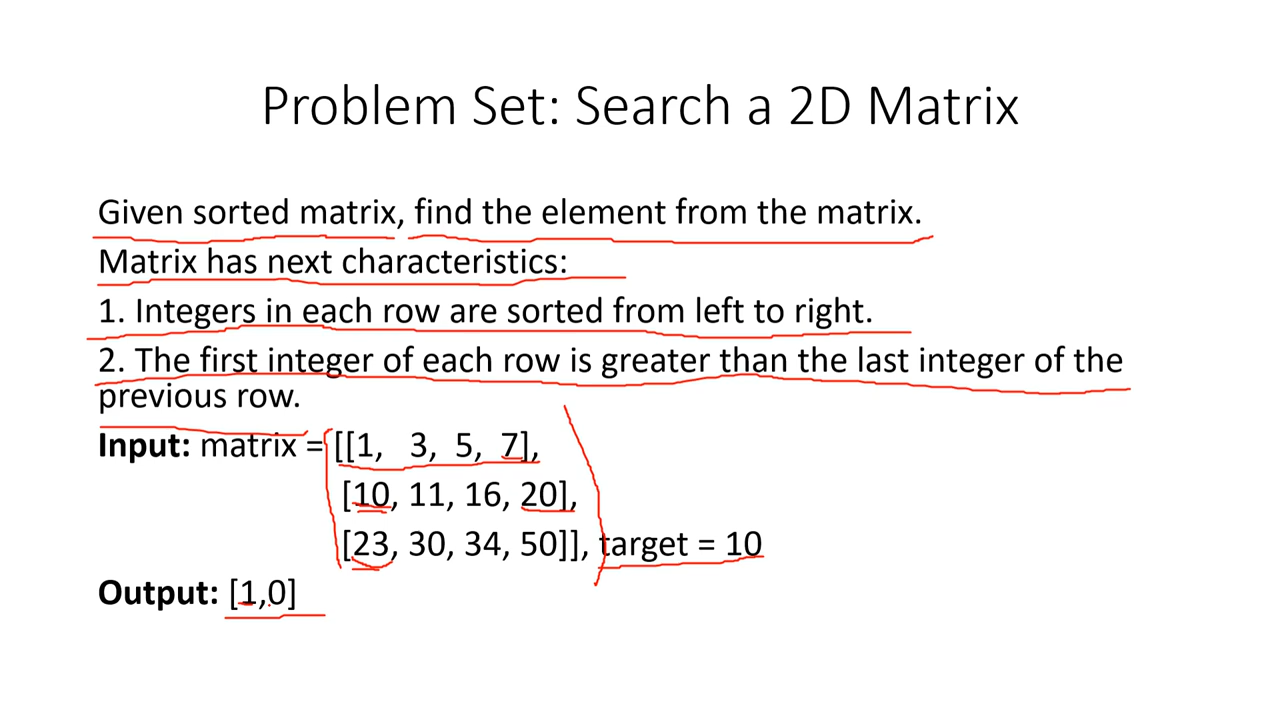 Problem Set: Search a 2D Matrix
Given sorted matrix, find the element from the matrix.
Matrix has next characteristics:
1. Integers in each row are sorted from left to right.
2. The first integer of each row is greater than the last integer of the
previous row.
Input: matrix = [[1, 3, 5, 7],
[10, 11, 16, 20],
[23, 30, 34, 50]], target = 10
Output: [1,0]